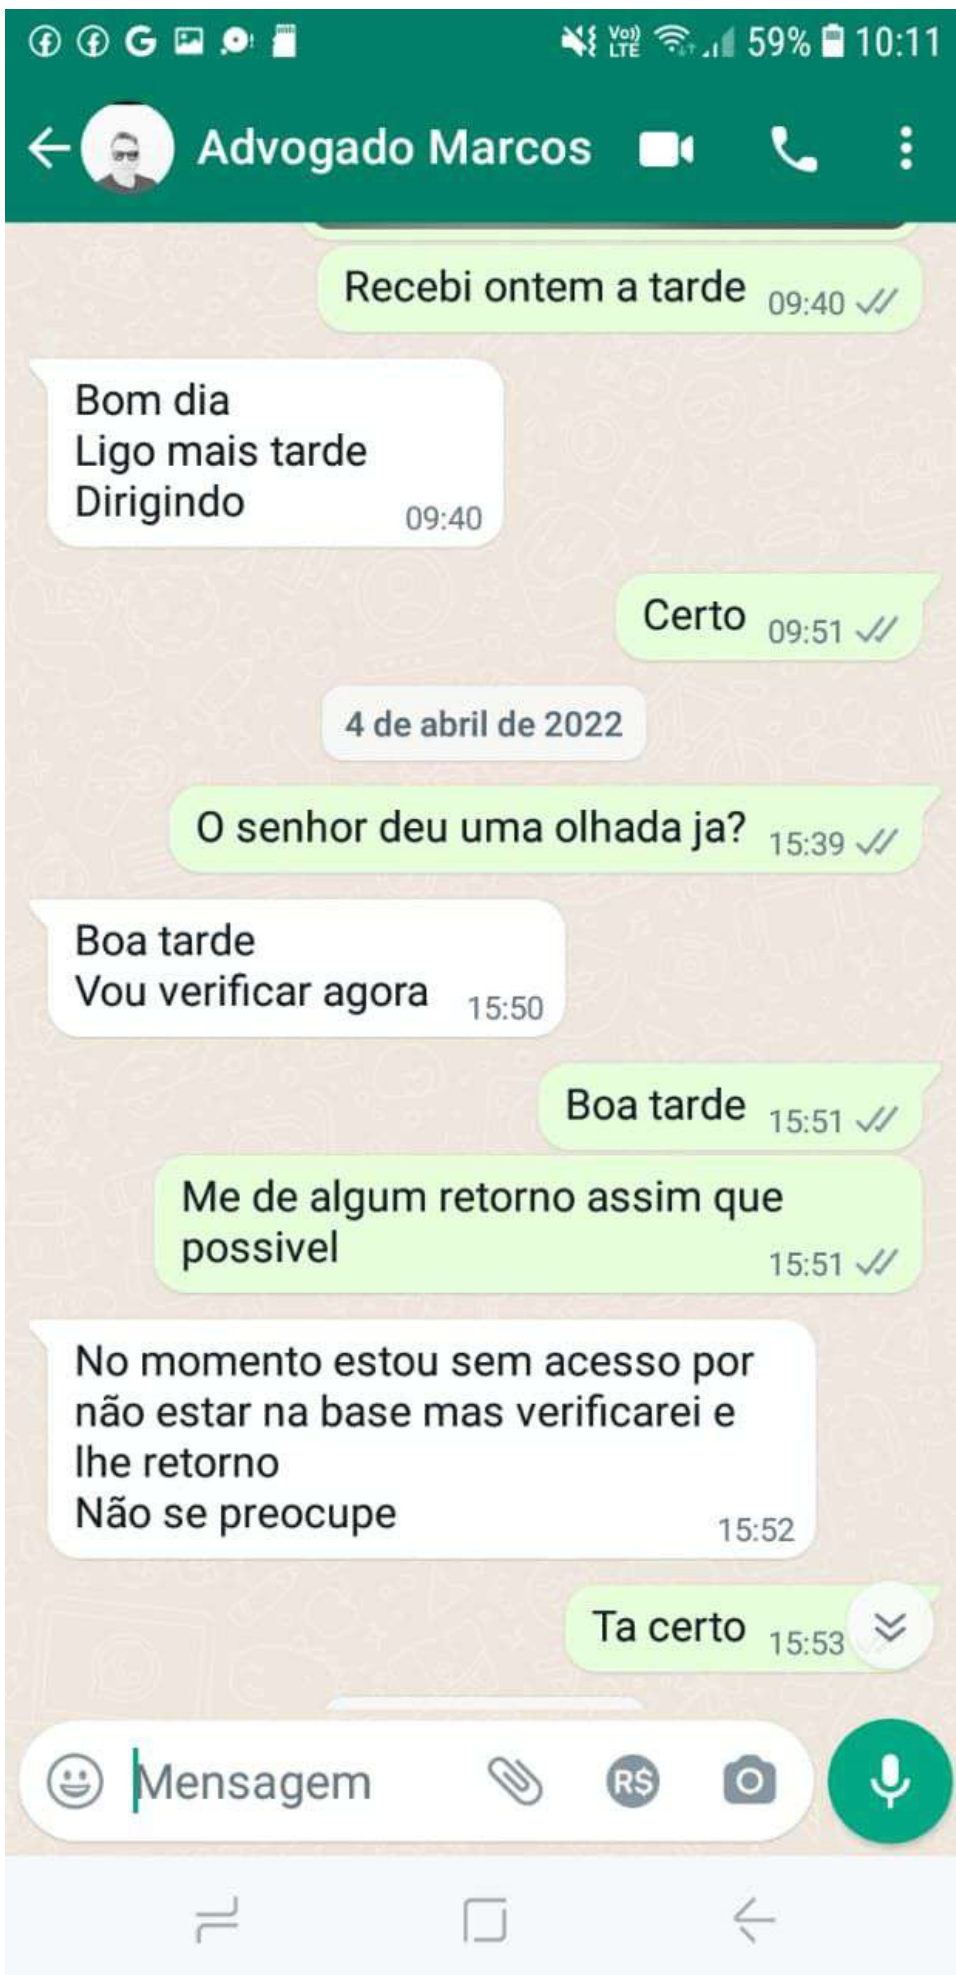 Vo)) LTE 59% 10:11
Advogado Marcos
Recebi ontem a tarde 09:40
Bom dia
Ligo mais tarde
Dirigindo 09:40
Certo 09:51
4 de abril de 2022
O senhor deu uma olhada ja? 15:39
Boa tarde
Vou verificar agora 15:50
Boa tarde 15:51
Me de algum retorno assim que
possivel 15:51
No momento estou sem acesso por
não estar na base mas verificarei e
lhe retorno
Não se preocupe 15:52
Ta certo 15:53
Mensagem R$